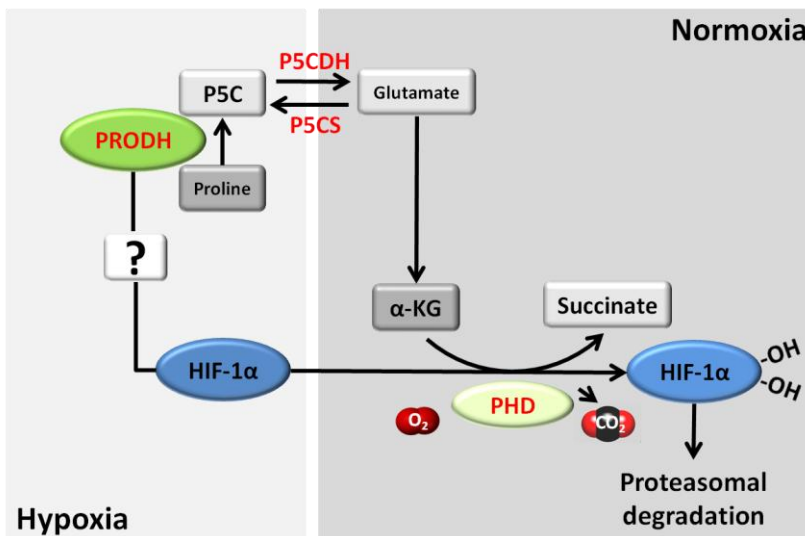 Normoxia
P5CDH
P5C
Glutamate
P5CS
PRODH
Proline
?
α-KG
Succinate
-OH
HIF-1α
HIF-1α
-OH
PHD
O₂
CO₂
Proteasomal
degradation
Hypoxia